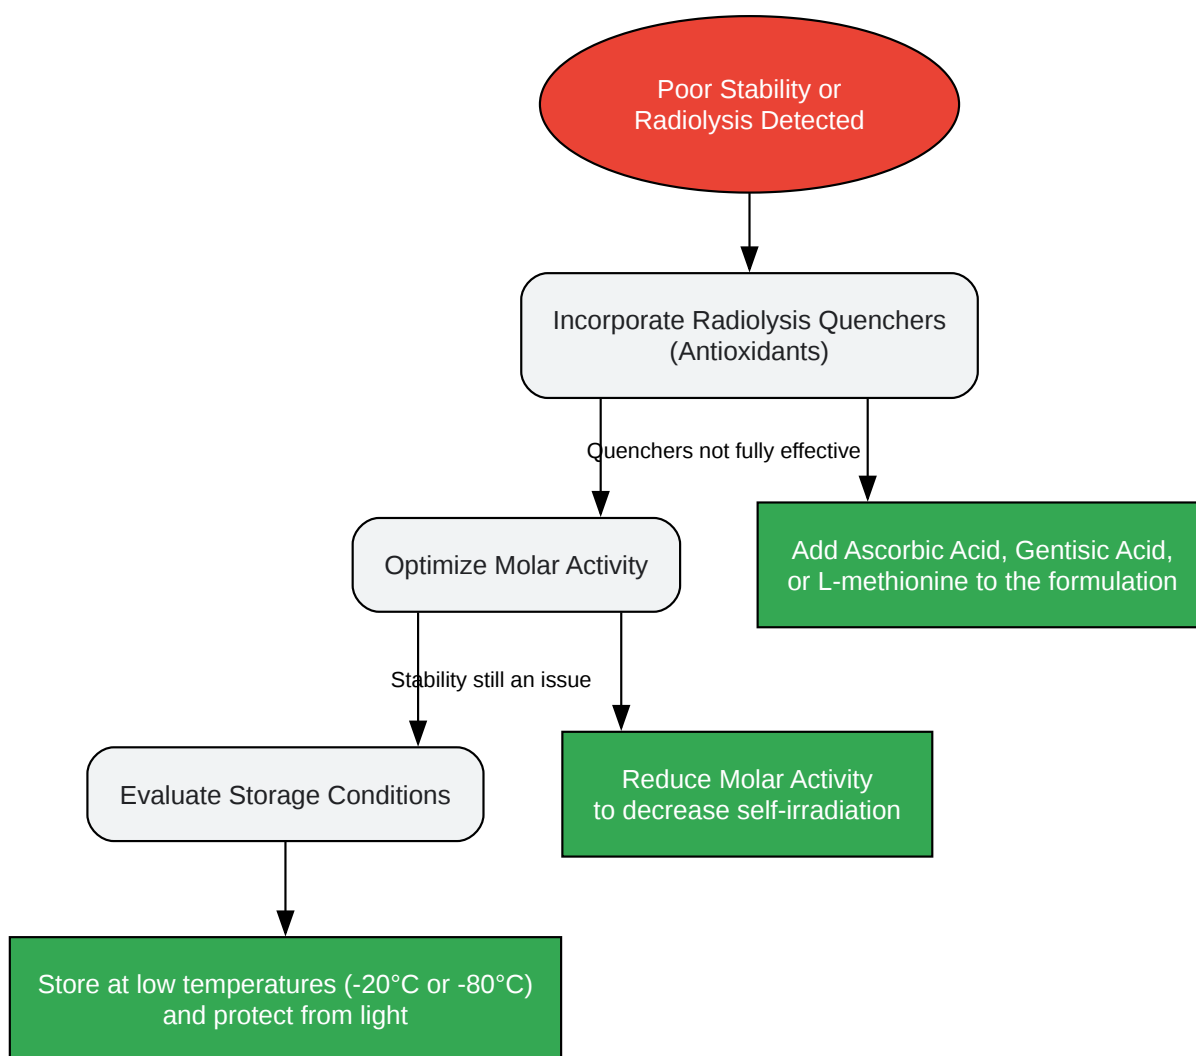 Poor Stability or
Radiolysis Detected
Incorporate Radiolysis Quenchers
(Antioxidants)
Quenchers not fully effective
Optimize Molar Activity
Add Ascorbic Acid, Gentisic Acid,
or L-methionine to the formulation
Stability still an issue
Evaluate Storage Conditions
Reduce Molar Activity
to decrease self-irradiation
Store at low temperatures (-20°C or -80°C)
and protect from light